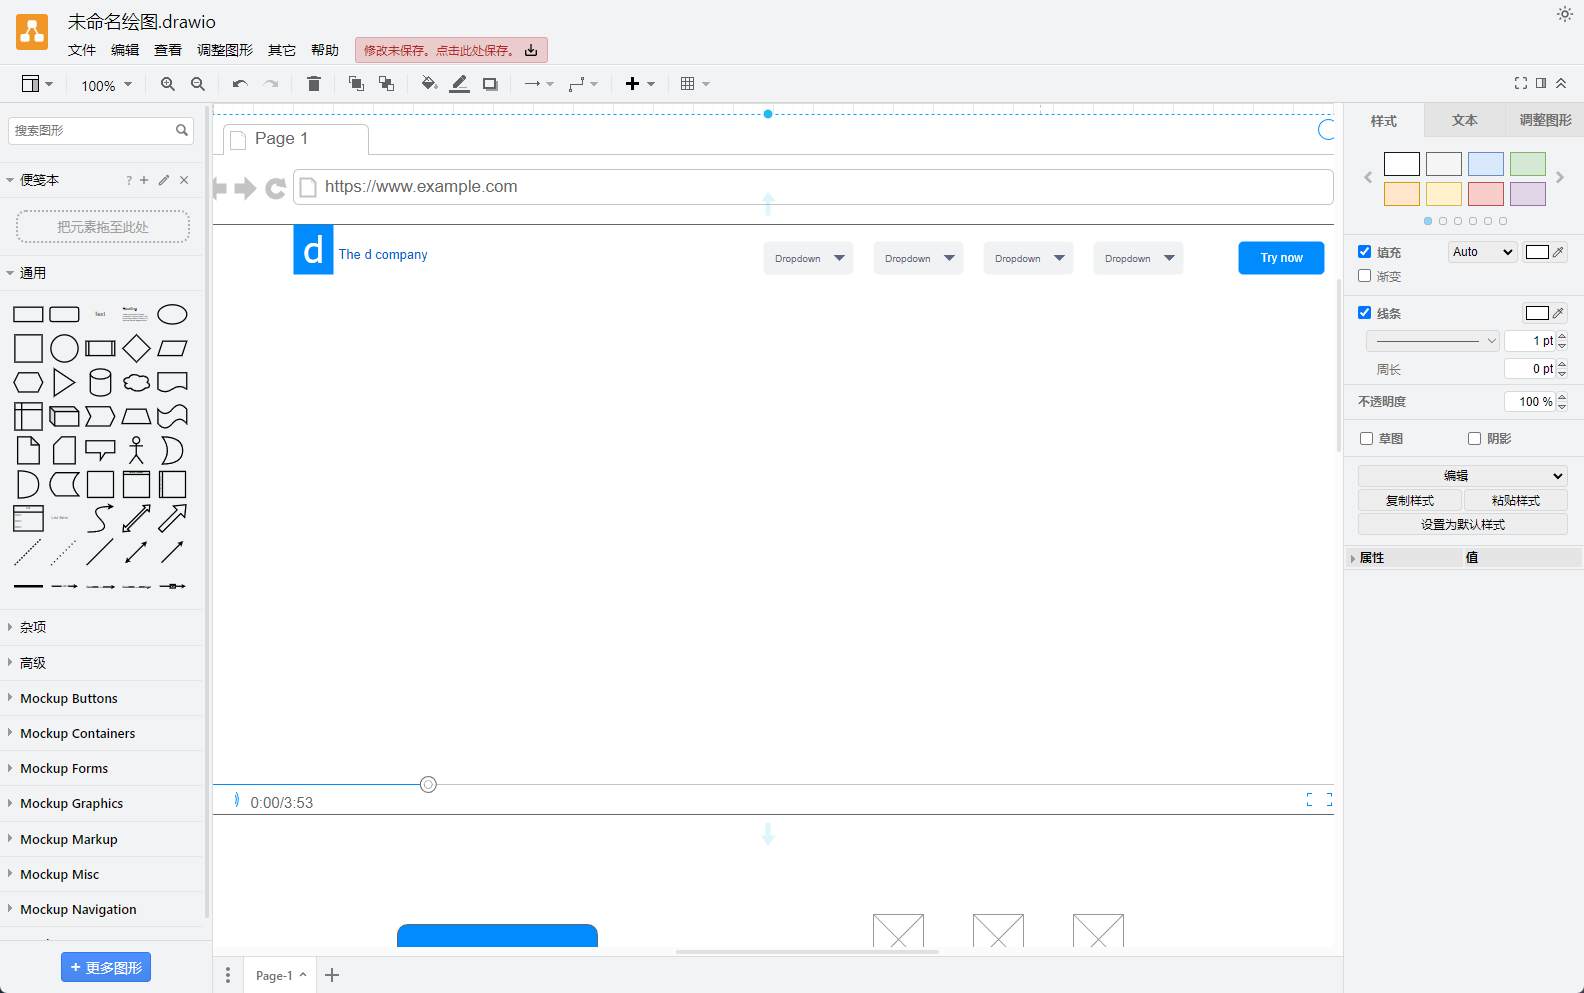 未命名绘图.drawio
文件 编辑 查看 调整图形 其它 帮助 修改未保存。点击此处保存。
100%
搜索图形
便笺本 ?
把元素拖至此处
通用
Text
Heading
杂项
高级
Mockup Buttons
Mockup Containers
Mockup Forms
Mockup Graphics
Mockup Markup
Mockup Misc
Mockup Navigation
+ 更多图形
Page 1
https://www.example.com
d The d company
Dropdown Dropdown Dropdown Dropdown Try now
0:00/3:53
Page-1
样式 文本 调整图形
填充 Auto
渐变
线条
1 pt
周长 0 pt
不透明度 100 %
草图 阴影
编辑
复制样式 粘贴样式
设置为默认样式
属性 值